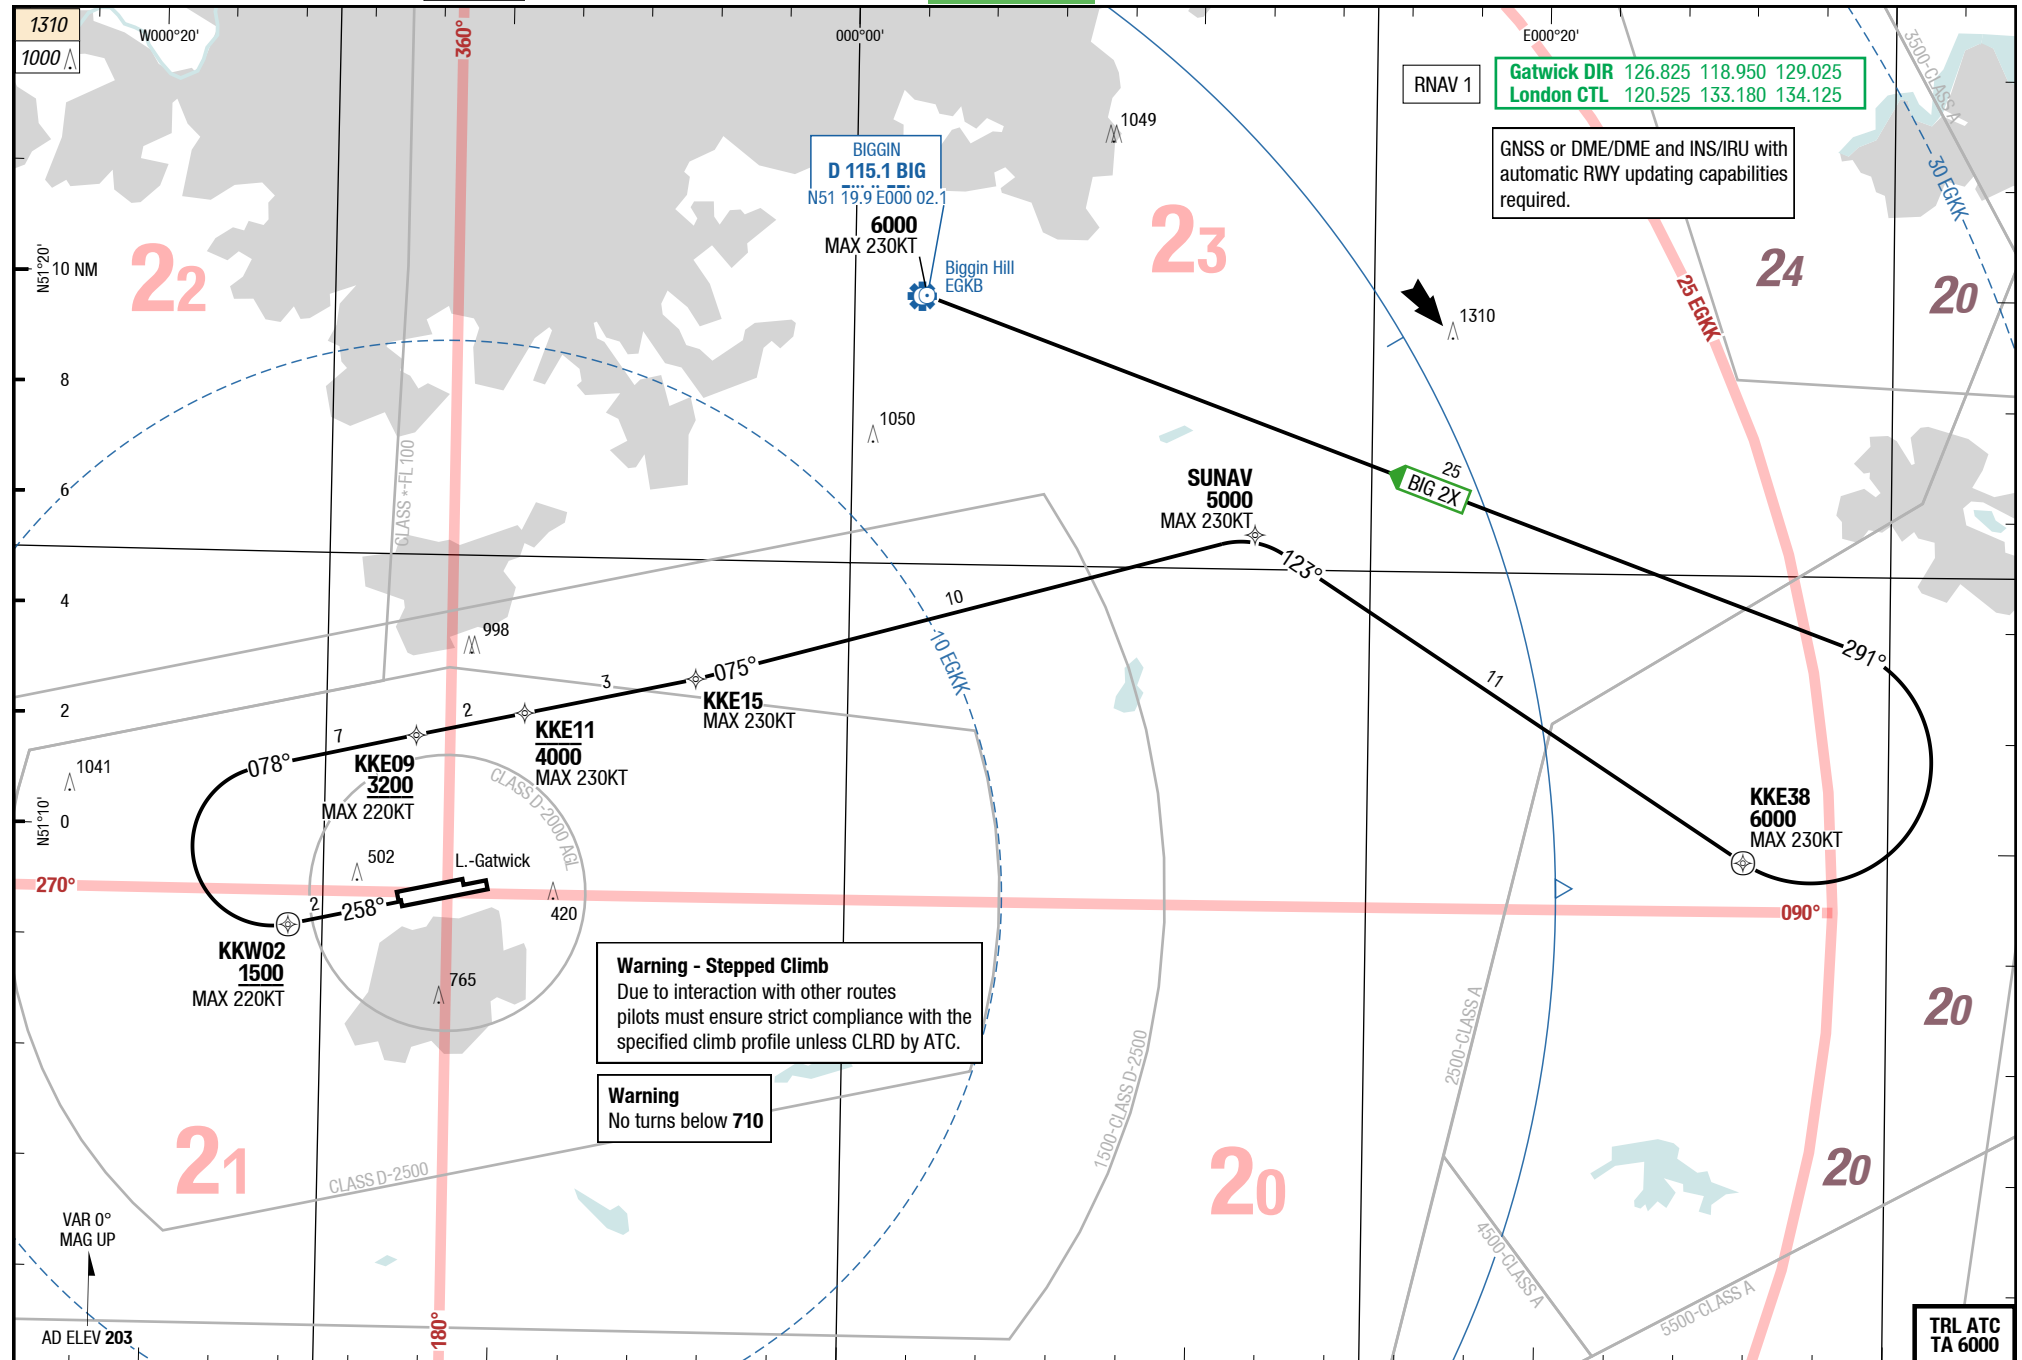 1310
1000
W000°20'
360°
000°00'
E000°20'
RNAV 1
Gatwick DIR 126.825 118.950 129.025
London CTL 120.525 133.180 134.125
3500-CLASS A
GNSS or DME/DME and INS/IRU with
automatic RWY updating capabilities
required.
30 EGKK
1049
BIGGIN
D 115.1 BIG
N51 19.9 E000 02.1
6000
MAX 230KT
Biggin Hill
EGKB
N51°20'
10 NM
22
23
24
20
25 EGKK
1310
8
1050
CLASS *-FL 100
6
SUNAV
5000
MAX 230KT
25
BIG 2X
123°
4
10
998
10 EGKK
291°
11
3
075°
2
2
KKE15
MAX 230KT
KKE11
4000
MAX 230KT
7
078°
1041
KKE09
3200
MAX 220KT
CLASS D-2000 AGL
KKE38
6000
MAX 230KT
N51°10'
0
502
L.-Gatwick
270°
2
258°
420
090°
KKW02
1500
MAX 220KT
765
Warning - Stepped Climb
Due to interaction with other routes
pilots must ensure strict compliance with the
specified climb profile unless CLRD by ATC.
Warning
No turns below 710
2500-CLASS A
1500-CLASS D-2500
20
21
CLASS D-2500
20
20
VAR 0°
MAG UP
4500-CLASS A
5500-CLASS A
180°
AD ELEV 203
TRL ATC
TA 6000